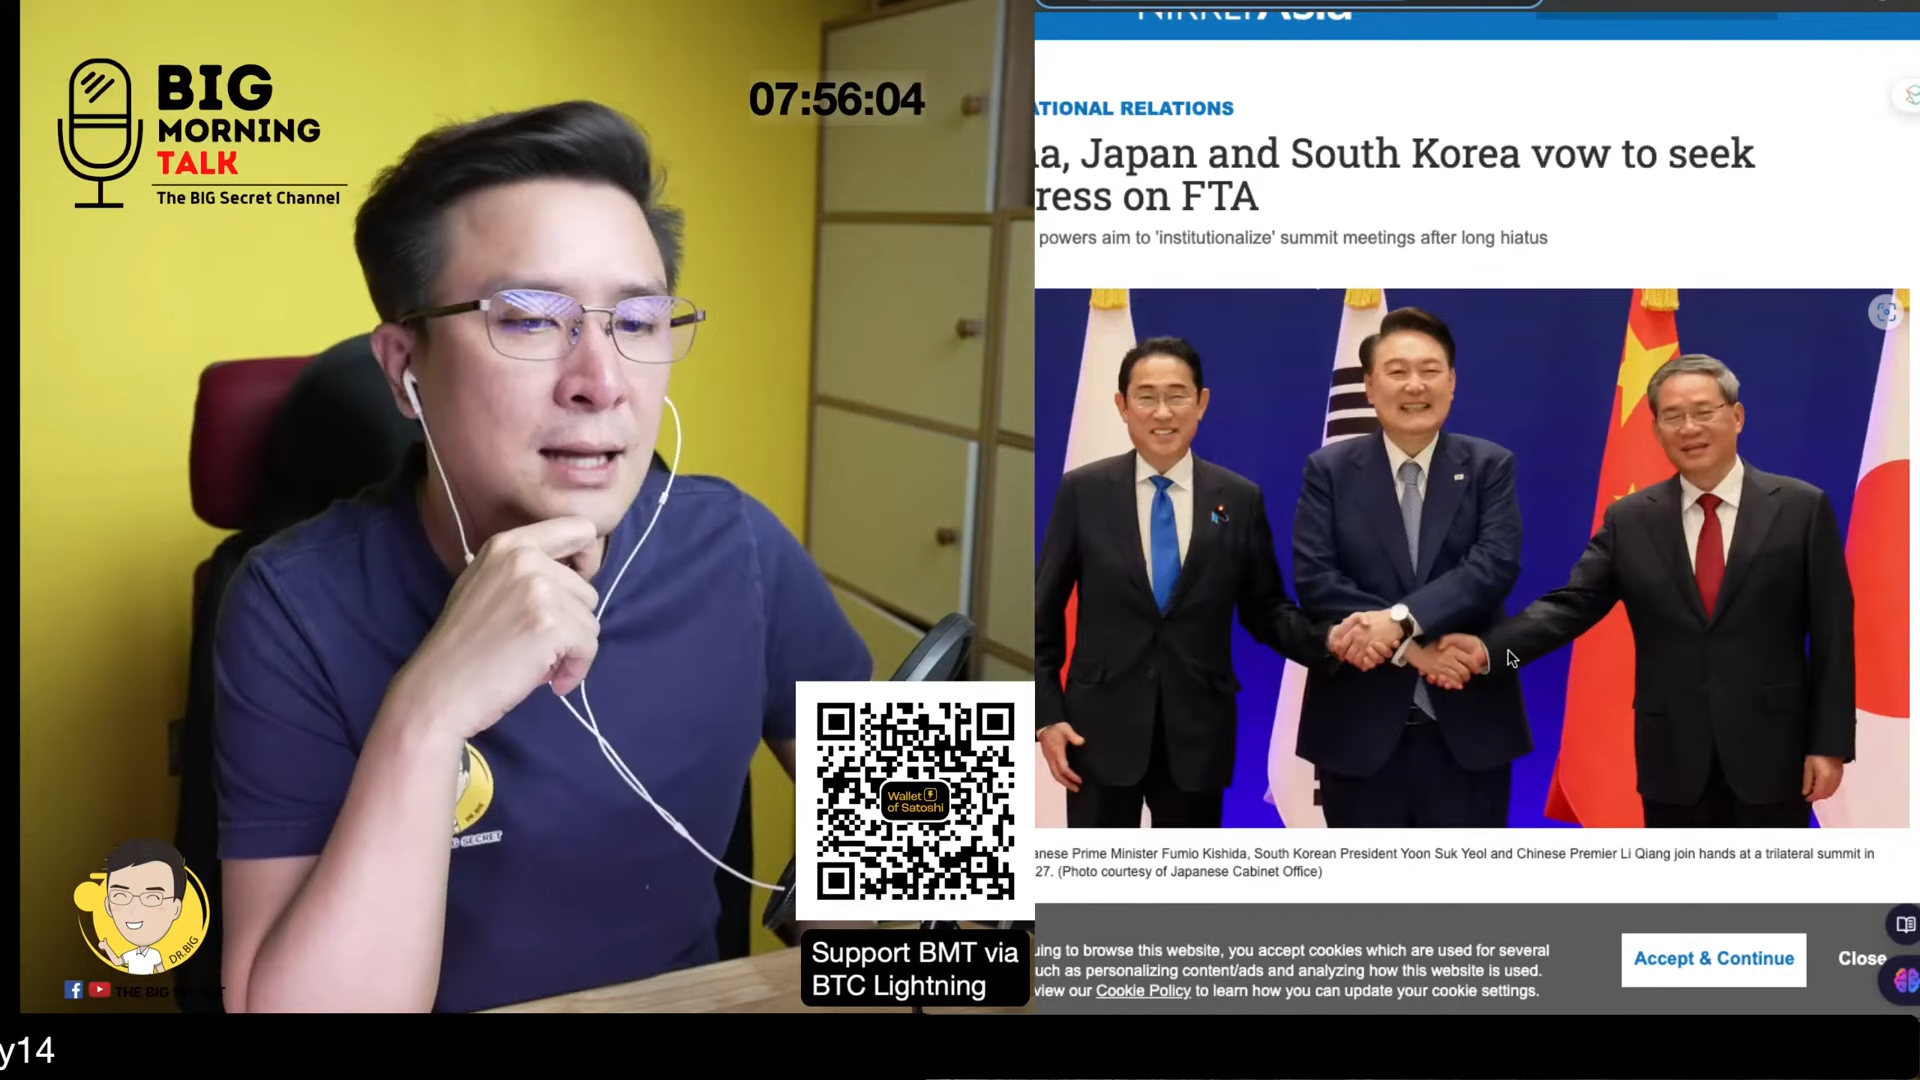 BIG
MORNING
TALK
The BIG Secret Channel
07:56:04
ATIONAL RELATIONS
a, Japan and South Korea vow to seek
ress on FTA
powers aim to 'institutionalize' summit meetings after long hiatus
anese Prime Minister Fumio Kishida, South Korean President Yoon Suk Yeol and Chinese Premier Li Qiang join hands at a trilateral summit in
27. (Photo courtesy of Japanese Cabinet Office)
uing to browse this website, you accept cookies which are used for several
uch as personalizing content/ads and analyzing how this website is used.
view our Cookie Policy to learn how you can update your cookie settings.
Accept & Continue
Close
Wallet
of Satoshi
Support BMT via
BTC Lightning
SECRET
DR.BIG
THE BIG
y14